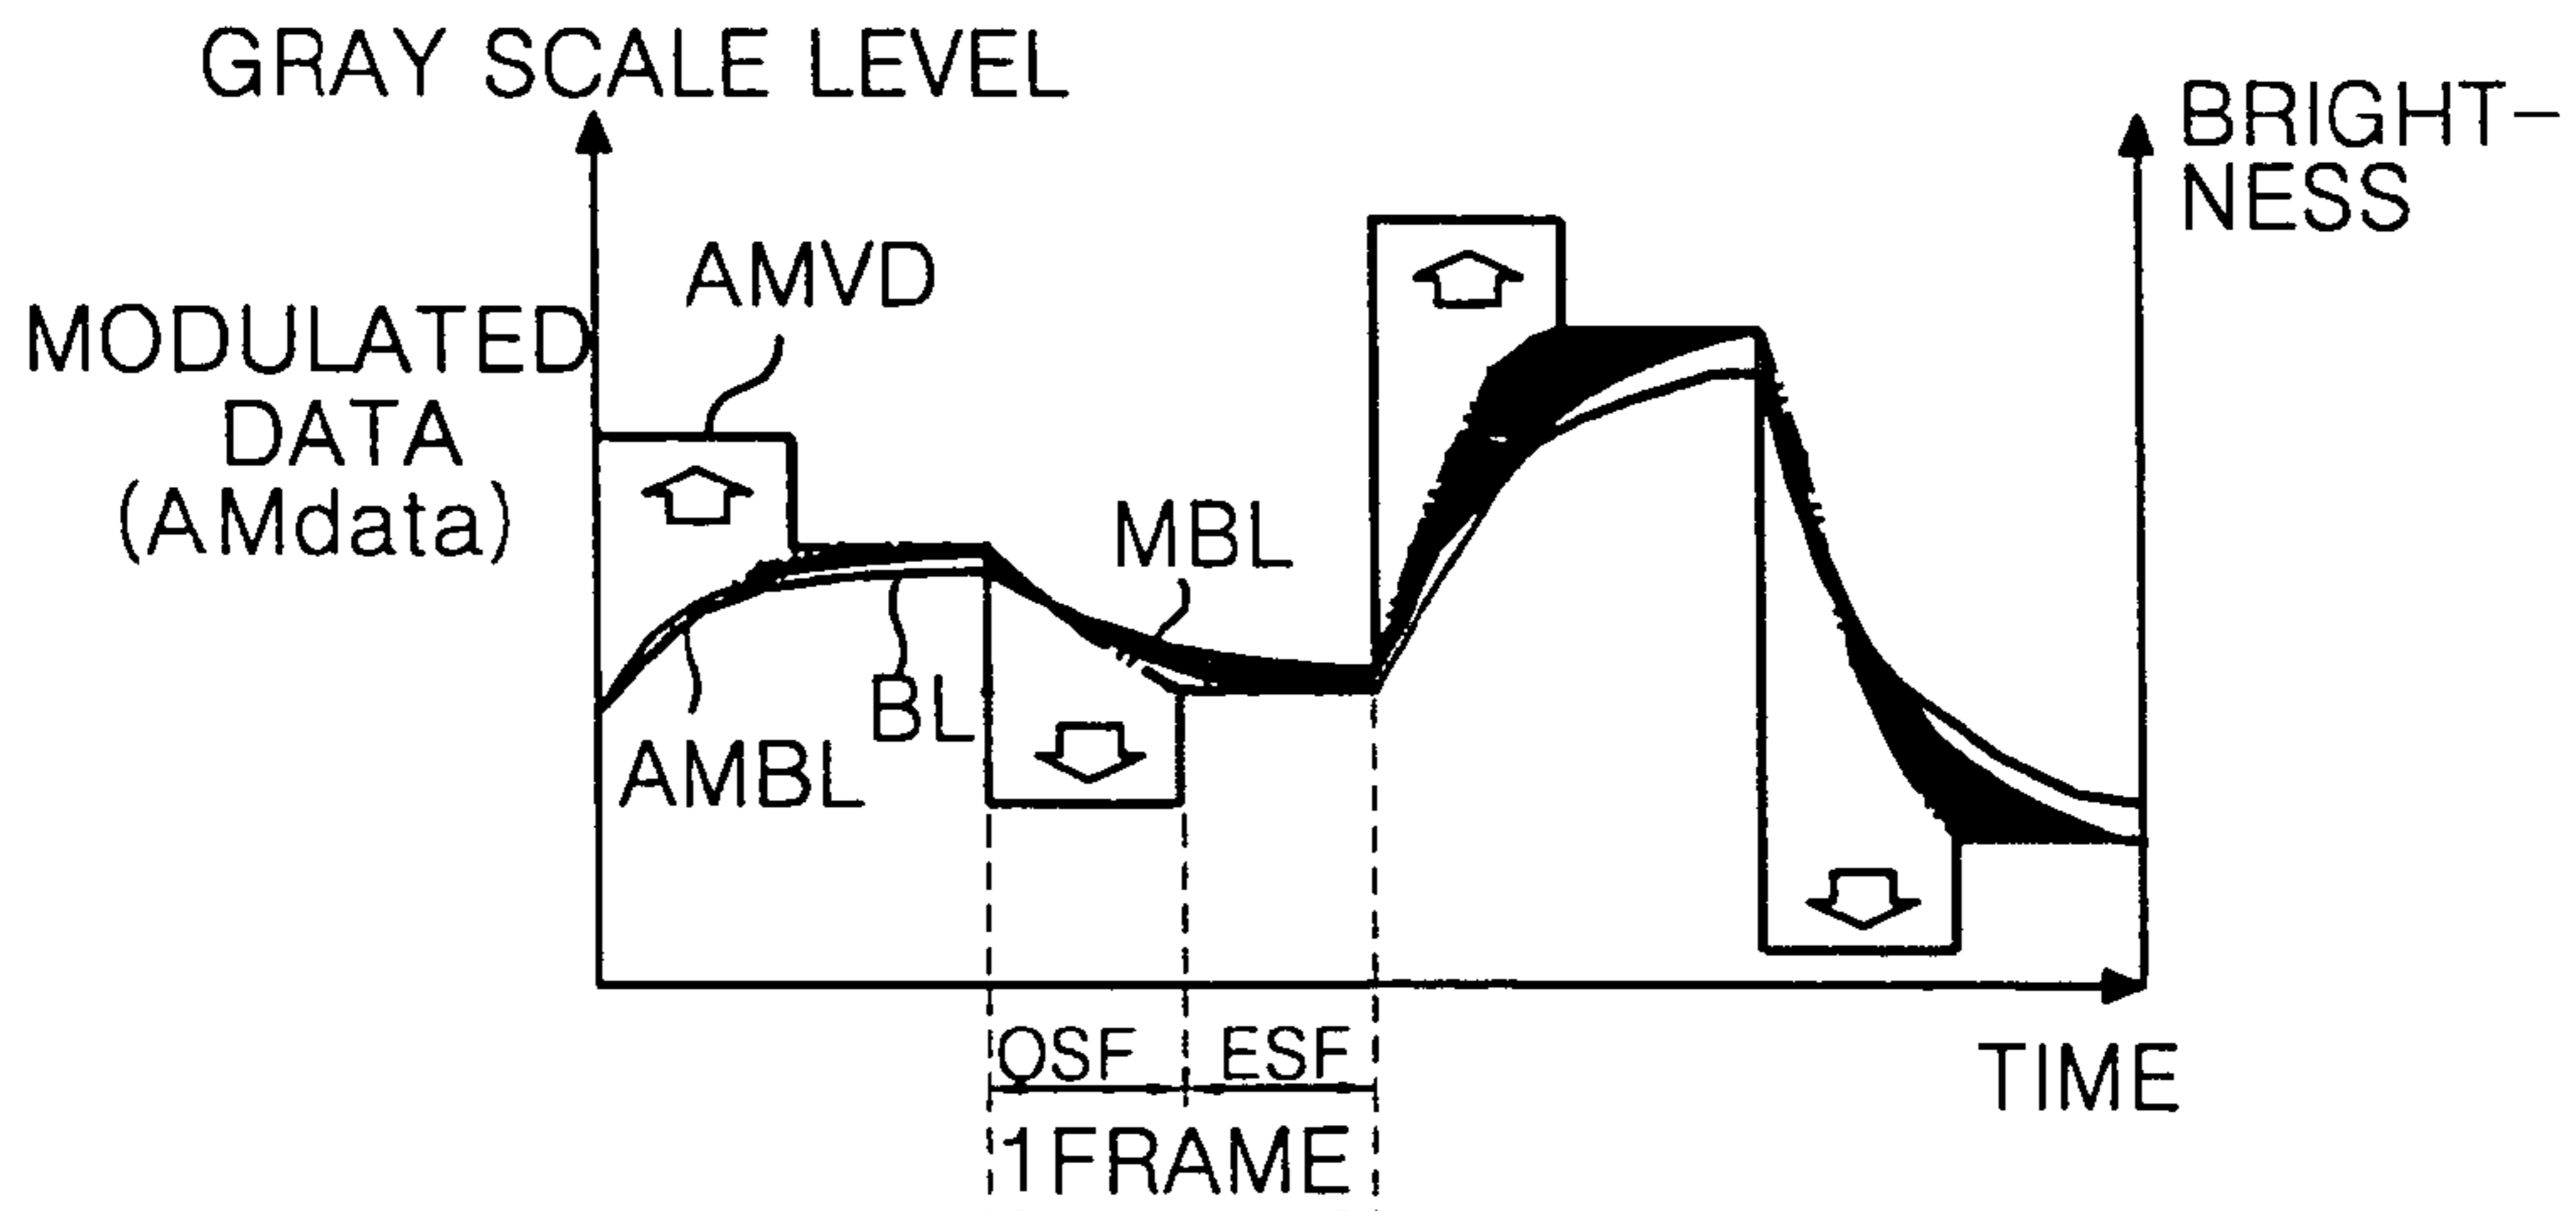 GRAY SCALE LEVEL
BRIGHT-
NESS
AMVD
MODULATED
DATA
(AMdata)
MBL
BL
AMBL
OSF
ESF
TIME
1FRAME